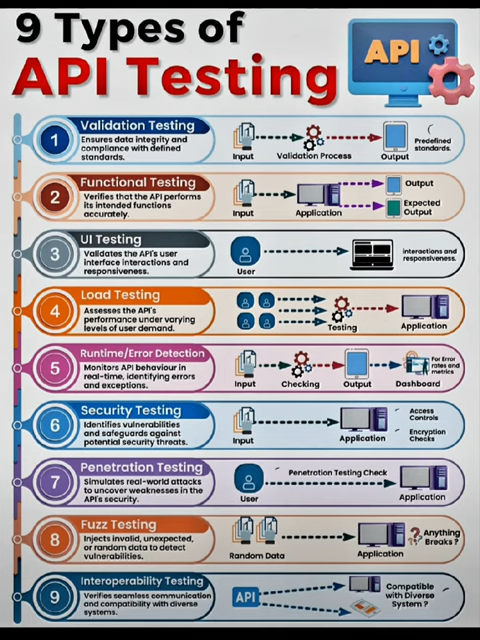 9 Types of
API Testing
API
1
Validation Testing
Ensures data integrity and
compliance with defined
standards.
Input
Validation Process
Output
Predefined
standards.
2
Functional Testing
Verifies that the API performs
its intended functions
accurately.
Input
Application
Output
Expected
Output
3
UI Testing
Validates the API's user
interface interactions and
responsiveness.
User
Interactions and
responsiveness.
4
Load Testing
Assesses the API's
performance under varying
levels of user demand.
Testing
Application
5
Runtime/Error Detection
Monitors API behaviour in
real-time, identifying errors
and exceptions.
Input
Checking
Output
Dashboard
For Error
rates and
metrics
6
Security Testing
Identifies vulnerabilities
and safeguards against
potential security threats.
Input
Application
Access
Controls
Encryption
Checks
7
Penetration Testing
Simulates real-world attacks
to uncover weaknesses in the
API's security.
User
Penetration Testing Check
Application
8
Fuzz Testing
Injects invalid, unexpected,
or random data to detect
vulnerabilities.
Random Data
Application
??
Anything
Breaks ?
9
Interoperability Testing
Verifies seamless communication
and compatibility with diverse
systems.
API
Compatible
with Diverse
System ?